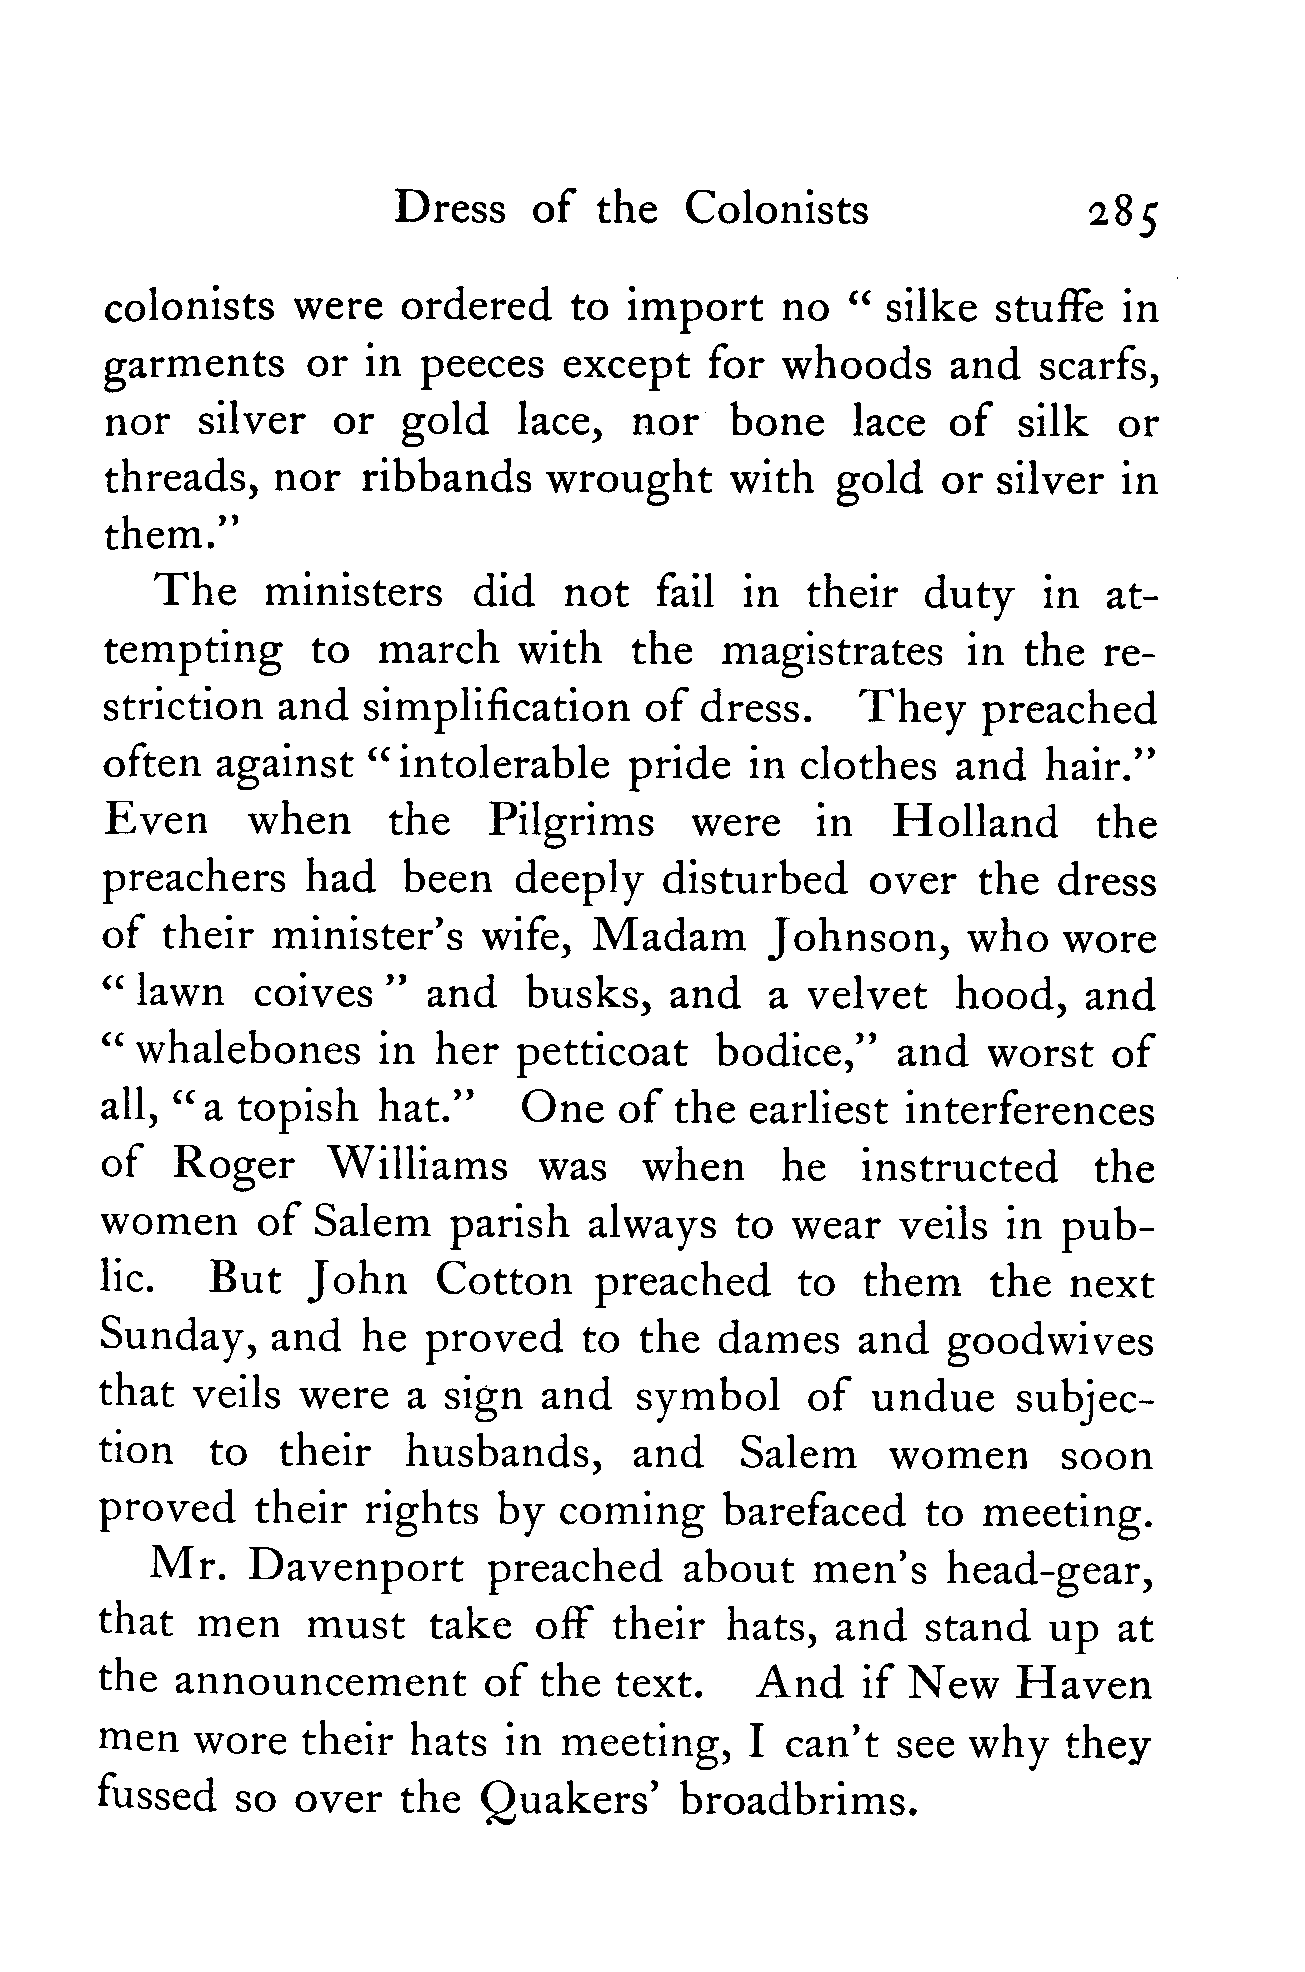 Dress of the Colonists 285
colonists were ordered to import no “ silke stuffe in
garments or in peeces except for whoods and scarfs,
nor silver or gold lace, nor bone lace of silk or
threads, nor ribbands wrought with gold or silver in
them.”
The ministers did not fail in their duty in at-
tempting to march with the magistrates in the re-
striction and simplification of dress. They preached
often against “ intolerable pride in clothes and hair.”
Even when the Pilgrims were in Holland the
preachers had been deeply disturbed over the dress
of their minister’s wife, Madam Johnson, who wore
“ lawn coives ” and busks, and a velvet hood, and
“ whalebones in her petticoat bodice,” and worst of
all, “ a topish hat.” One of the earliest interferences
of Roger Williams was when he instructed the
women of Salem parish always to wear veils in pub-
lic. But John Cotton preached to them the next
Sunday, and he proved to the dames and goodwives
that veils were a sign and symbol of undue subjec-
tion to their husbands, and Salem women soon
proved their rights by coming barefaced to meeting.
Mr. Davenport preached about men’s head-gear,
that men must take off their hats, and stand up at
the announcement of the text. And if New Haven
men wore their hats in meeting, I can’t see why they
fussed so over the Quakers’ broadbrims.